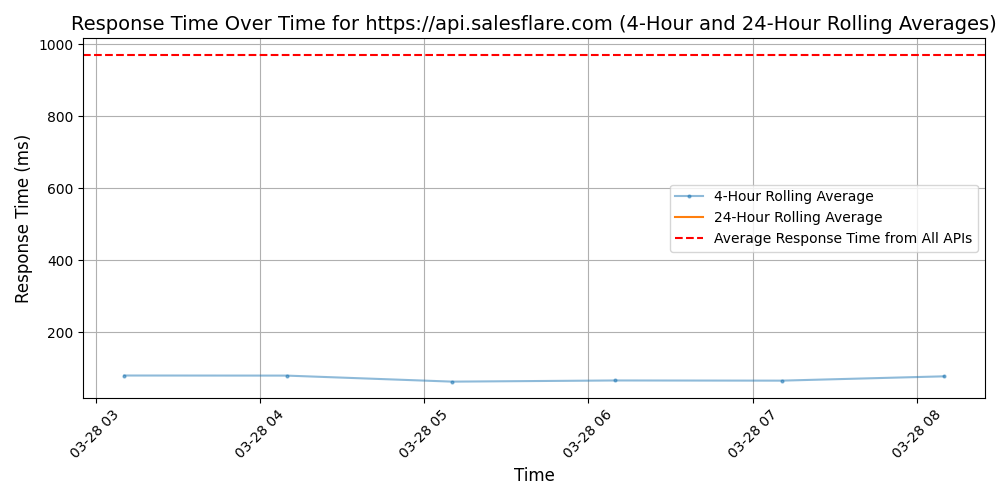 Response Time Over Time for https://api.salesflare.com (4-Hour and 24-Hour Rolling Averages)
Response Time (ms)
1000
800
600
400
200
4-Hour Rolling Average
24-Hour Rolling Average
Average Response Time from All APIs
03-28 03
03-28 04
03-28 05
03-28 06
03-28 07
03-28 08
Time